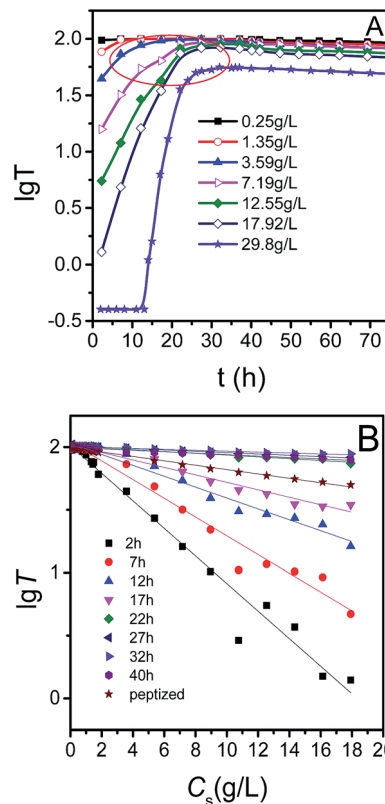 A
2.0
1.5
1.0
0.5
0.0
-0.5
lgT
0.25g/L
1.35g/L
3.59g/L
7.19g/L
12.55g/L
17.92/L
29.8g/L
0 10 20 30 40 50 60 70
t (h)
B
2
1
0
lgT
2h
7h
12h
17h
22h
27h
32h
40h
peptized
0 2 4 6 8 10 12 14 16 18 20
Cs(g/L)